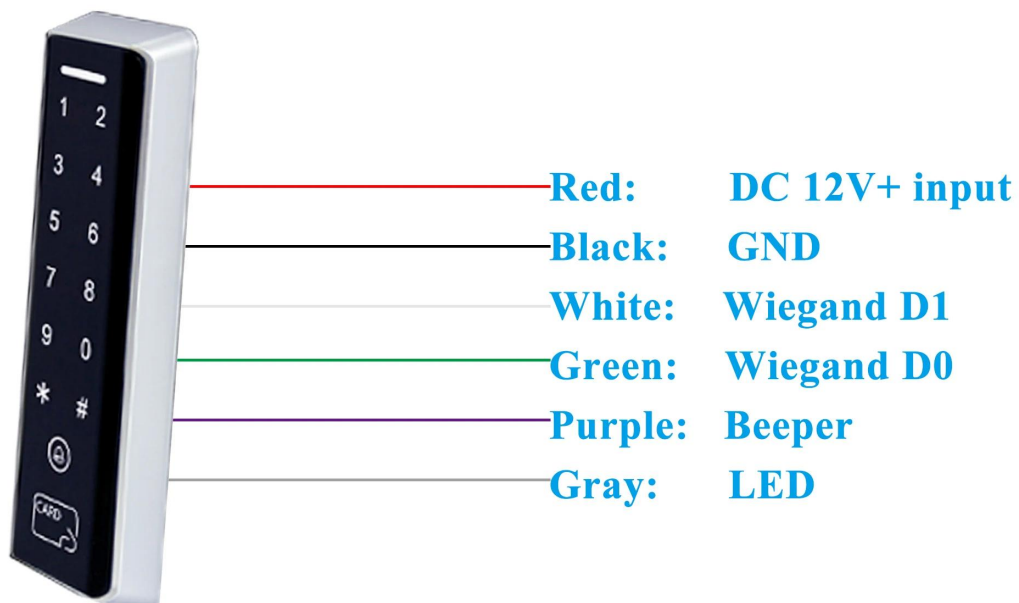 1 2
3 4
5 6
7 8
9 0
* #
CARD
Red: DC 12V+ input
Black: GND
White: Wiegand D1
Green: Wiegand D0
Purple: Beeper
Gray: LED